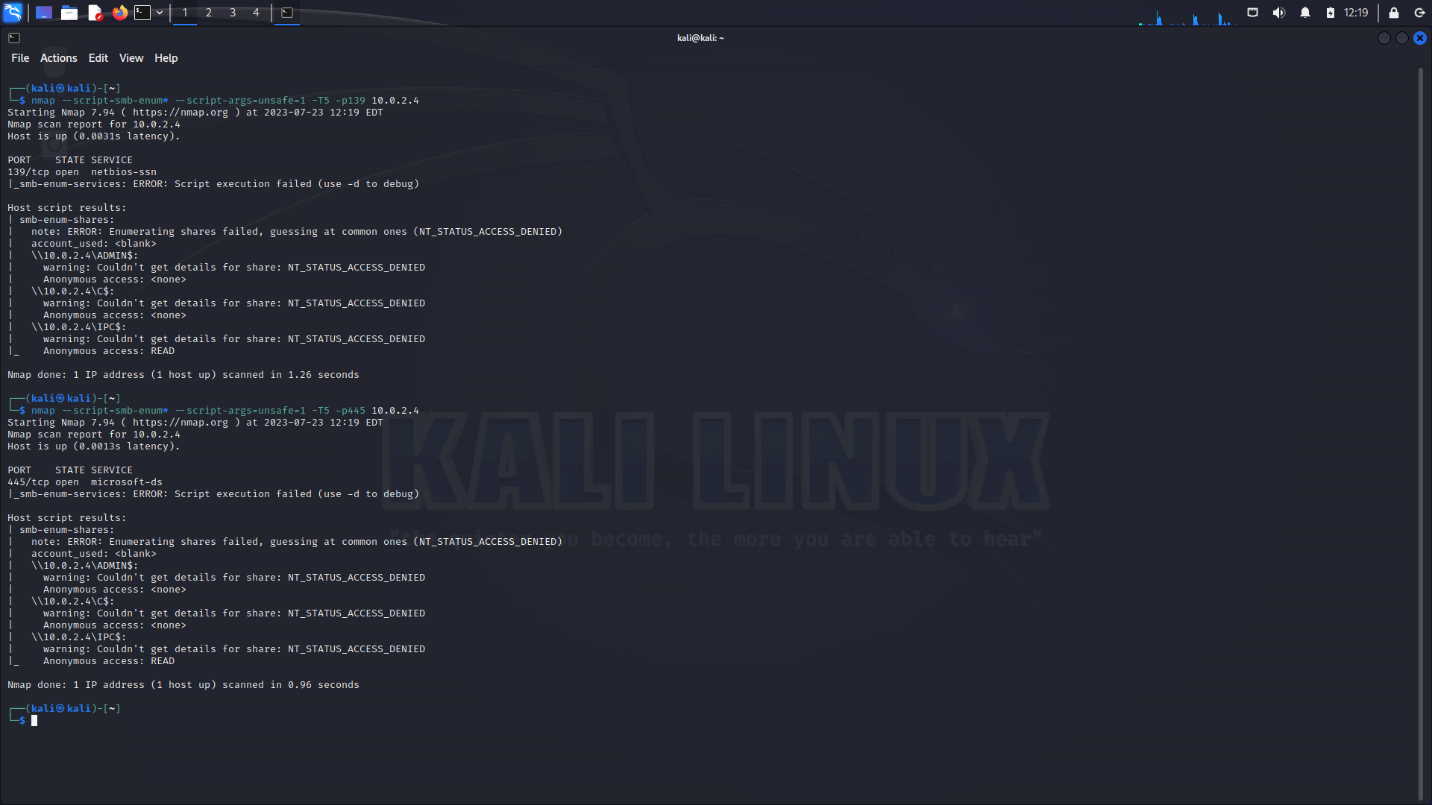 1 2 3 4
12:19
kali@kali: ~
File Actions Edit View Help
┌──(kali㉿kali)-[~]
└─$ nmap --script=smb-enum* --script-args=unsafe=1 -T5 -p139 10.0.2.4
Starting Nmap 7.94 ( https://nmap.org ) at 2023-07-23 12:19 EDT
Nmap scan report for 10.0.2.4
Host is up (0.0031s latency).
PORT    STATE SERVICE
139/tcp open  netbios-ssn
|_smb-enum-services: ERROR: Script execution failed (use -d to debug)
Host script results:
| smb-enum-shares:
|   note: ERROR: Enumerating shares failed, guessing at common ones (NT_STATUS_ACCESS_DENIED)
|   account_used: <blank>
|   \\10.0.2.4\ADMIN$:
|     warning: Couldn't get details for share: NT_STATUS_ACCESS_DENIED
|     Anonymous access: <none>
|   \\10.0.2.4\C$:
|     warning: Couldn't get details for share: NT_STATUS_ACCESS_DENIED
|     Anonymous access: <none>
|   \\10.0.2.4\IPC$:
|     warning: Couldn't get details for share: NT_STATUS_ACCESS_DENIED
|_    Anonymous access: READ
Nmap done: 1 IP address (1 host up) scanned in 1.26 seconds
┌──(kali㉿kali)-[~]
└─$ nmap --script=smb-enum* --script-args=unsafe=1 -T5 -p445 10.0.2.4
Starting Nmap 7.94 ( https://nmap.org ) at 2023-07-23 12:19 EDT
Nmap scan report for 10.0.2.4
Host is up (0.0013s latency).
PORT    STATE SERVICE
445/tcp open  microsoft-ds
|_smb-enum-services: ERROR: Script execution failed (use -d to debug)
Host script results:
| smb-enum-shares:
|   note: ERROR: Enumerating shares failed, guessing at common ones (NT_STATUS_ACCESS_DENIED)
|   account_used: <blank>
|   \\10.0.2.4\ADMIN$:
|     warning: Couldn't get details for share: NT_STATUS_ACCESS_DENIED
|     Anonymous access: <none>
|   \\10.0.2.4\C$:
|     warning: Couldn't get details for share: NT_STATUS_ACCESS_DENIED
|     Anonymous access: <none>
|   \\10.0.2.4\IPC$:
|     warning: Couldn't get details for share: NT_STATUS_ACCESS_DENIED
|_    Anonymous access: READ
Nmap done: 1 IP address (1 host up) scanned in 0.96 seconds
┌──(kali㉿kali)-[~]
└─$
KALI LINUX
become, the more you are able to hear"